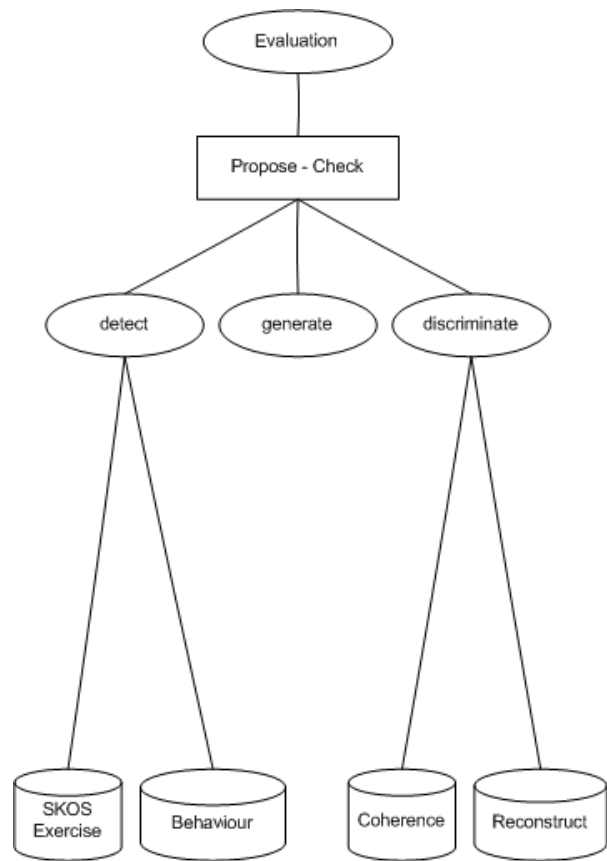 Evaluation
Propose - Check
detect
generate
discriminate
SKOS
Exercise
Behaviour
Coherence
Reconstruct